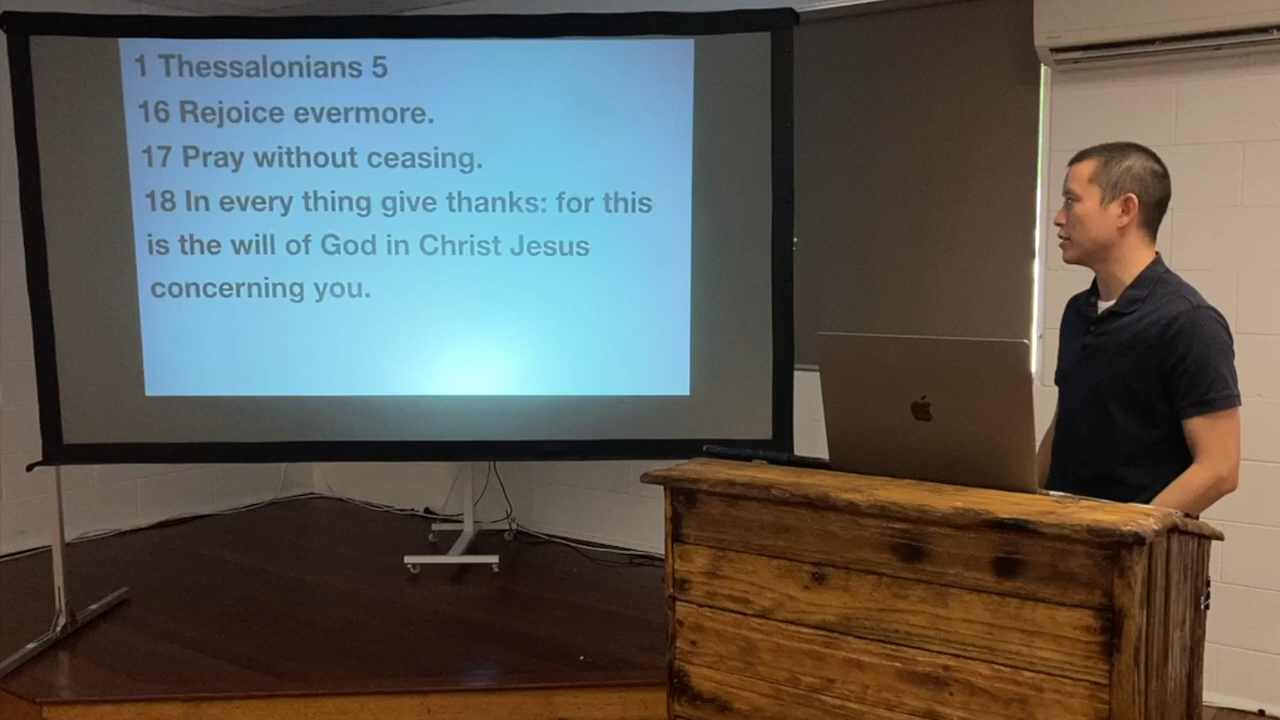 1 Thessalonians 5
16 Rejoice evermore.
17 Pray without ceasing.
18 In every thing give thanks: for this
is the will of God in Christ Jesus
concerning you.